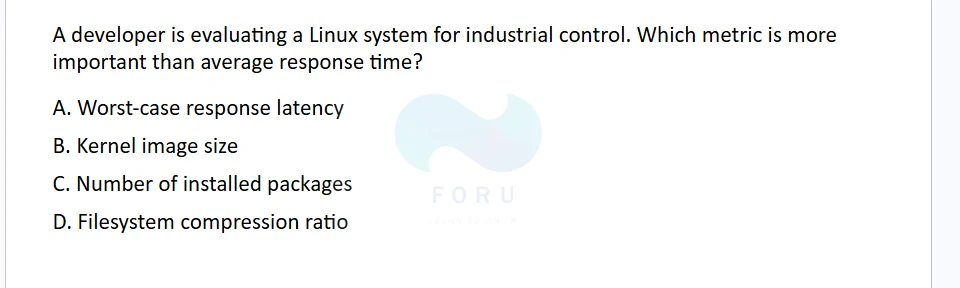 A developer is evaluating a Linux system for industrial control. Which metric is more
important than average response time?
A. Worst-case response latency
B. Kernel image size
C. Number of installed packages
D. Filesystem compression ratio
FORU